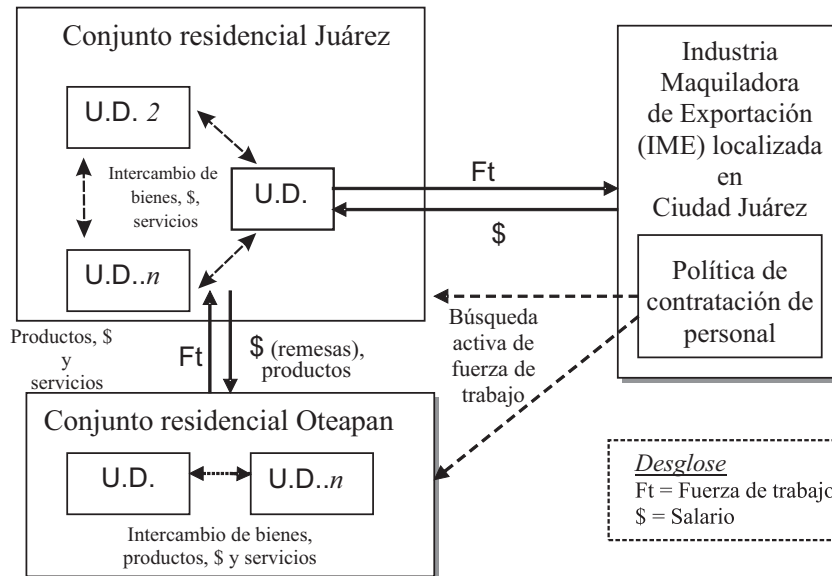 Conjunto residencial Juárez
U.D. 2
Intercambio de
bienes, $,
servicios
U.D.
U.D..n
Ft
$
Industria
Maquiladora
de Exportación
(IME) localizada
en
Ciudad Juárez
Política de
contratación de
personal
Búsqueda
activa de
fuerza de
trabajo
Productos, $
y
servicios
Ft
$ (remesas),
productos
Conjunto residencial Oteapan
U.D.
U.D..n
Intercambio de bienes,
productos, $ y servicios
Desglose
Ft = Fuerza de trabajo
$ = Salario